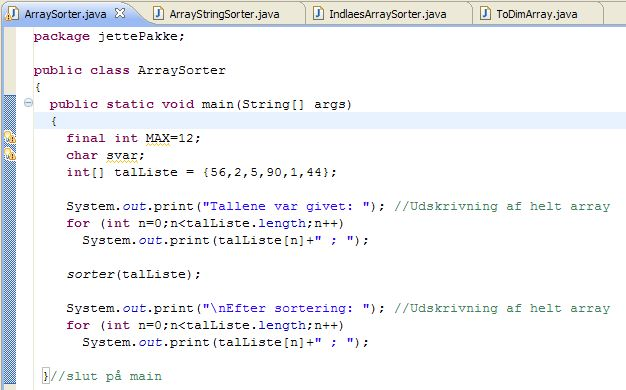 ArraySorter.java ArrayStringSorter.java IndlaesArraySorter.java ToDimArray.java
package jettePakke;
public class ArraySorter
{
public static void main(String[] args)
{
final int MAX=12;
char svar;
int[] talListe = {56,2,5,90,1,44};
System.out.print("Tallene var givet: "); //Udskrivning af helt array
for (int n=0;n<talListe.length;n++)
System.out.print(talListe[n]+" ; ");
sorter(talListe);
System.out.print("\nEfter sortering: "); //Udskrivning af helt array
for (int n=0;n<talListe.length;n++)
System.out.print(talListe[n]+" ; ");
}//slut på main